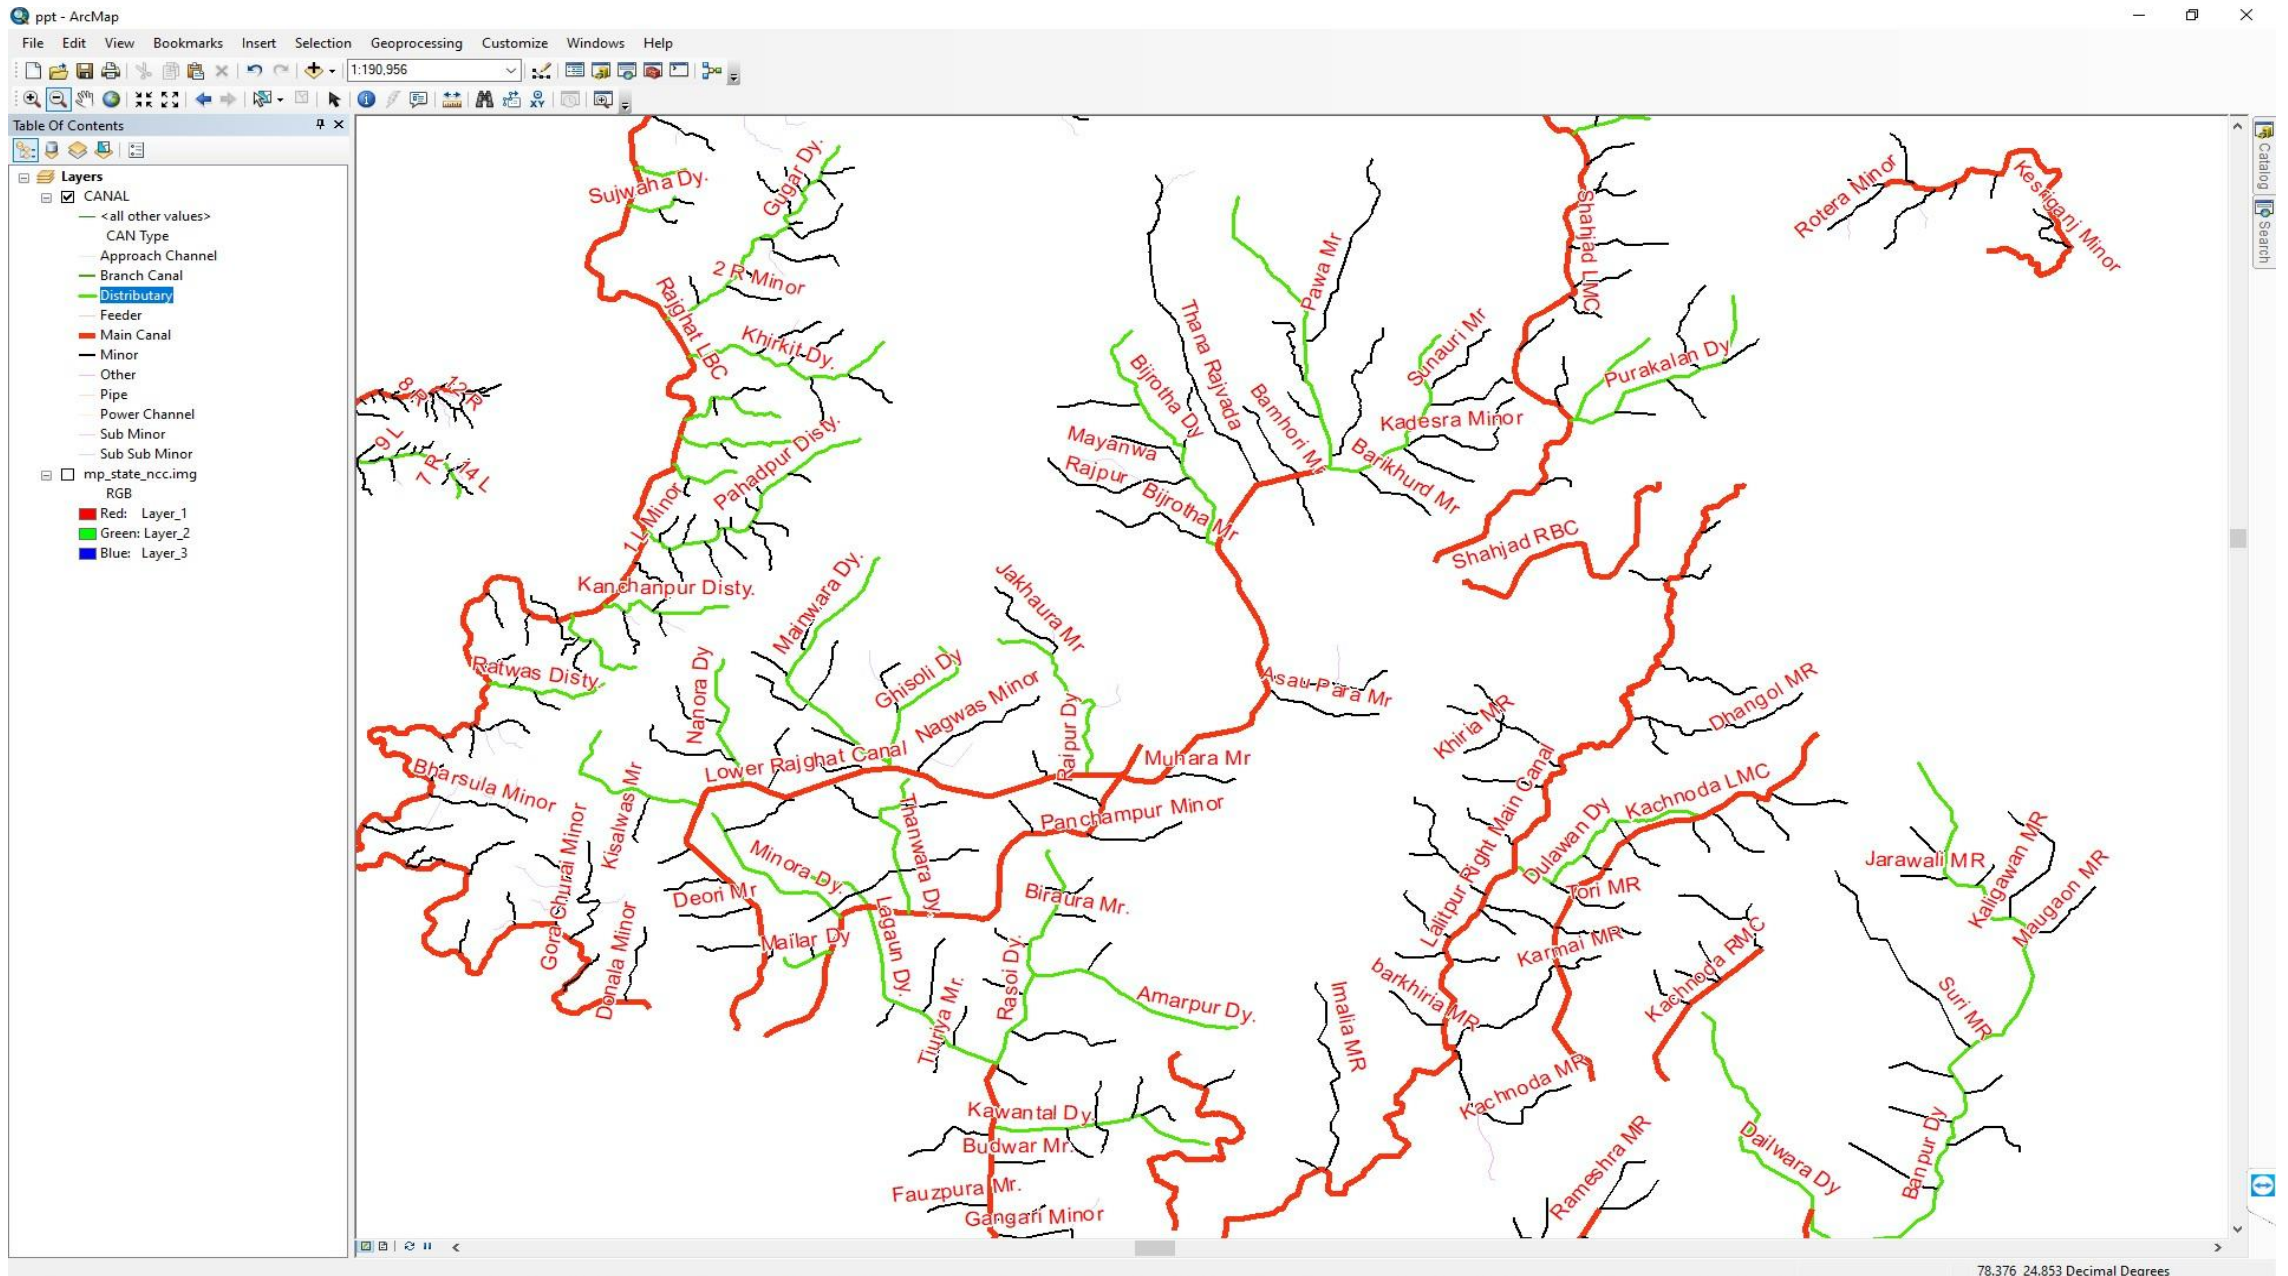 ppt - ArcMap
File Edit View Bookmarks Insert Selection Geoprocessing Customize Windows Help
1:190,956
Table Of Contents
Layers
CANAL
<all other values>
CAN Type
Approach Channel
Branch Canal
Distributary
Feeder
Main Canal
Minor
Other
Pipe
Power Channel
Sub Minor
Sub Sub Minor
mp_state_ncc.img
RGB
Red: Layer_1
Green: Layer_2
Blue: Layer_3
Catalog
Search
Sujwaha Dy.
Gugar Dy.
2 R Minor
Rajghat LBC
Khirkit Dy.
8 R
12 R
9 L
7 R
14 L
Pahadpur Disty.
1 L Minor
Kanchanpur Disty.
Ratwas Disty.
Bharsula Minor
Gora Churai Minor
Kisalwas Mr
Donala Minor
Nanora Dy
Mainwara Dy.
Ghisoli Dy
Nagwas Minor
Jakhaura Mr
Raipur Dy
Lower Rajghat Canal
Muhara Mr
Panchampur Minor
Minora Dy.
Thanwara Dy.
Deori Mr
Mailar Dy
Lagaun Dy.
Biraura Mr.
Rasoi Dy.
Tiuriya Mr.
Amarpur Dy.
Kawantal Dy.
Budwar Mr.
Fauzpura Mr.
Gangari Minor
Bijrotha Dy
Mayanwa
Rajpur
Bijrotha Mr
Thana Rajvada
Bamhori Mr
Pawa Mr
Sunauri Mr
Kadesra Minor
Barikhurd Mr
Asau Para Mr
Shahjad LMC
Purakalan Dy
Shahjad RBC
Rotera Minor
Kesriganj Minor
Dhangol MR
Khiria MR
Lalitpur Right Main Canal
Dulawan Dy
Kachnoda LMC
Tori MR
Karmai MR
barkhiria MR
Imalia MR
Kachnoda MR
Kachnoda RMC
Rameshra MR
Jarawali MR
Kaligawan MR
Maugaon MR
Suri MR
Dailwara Dy
Banpur Dy
78.376 24.853 Decimal Degrees